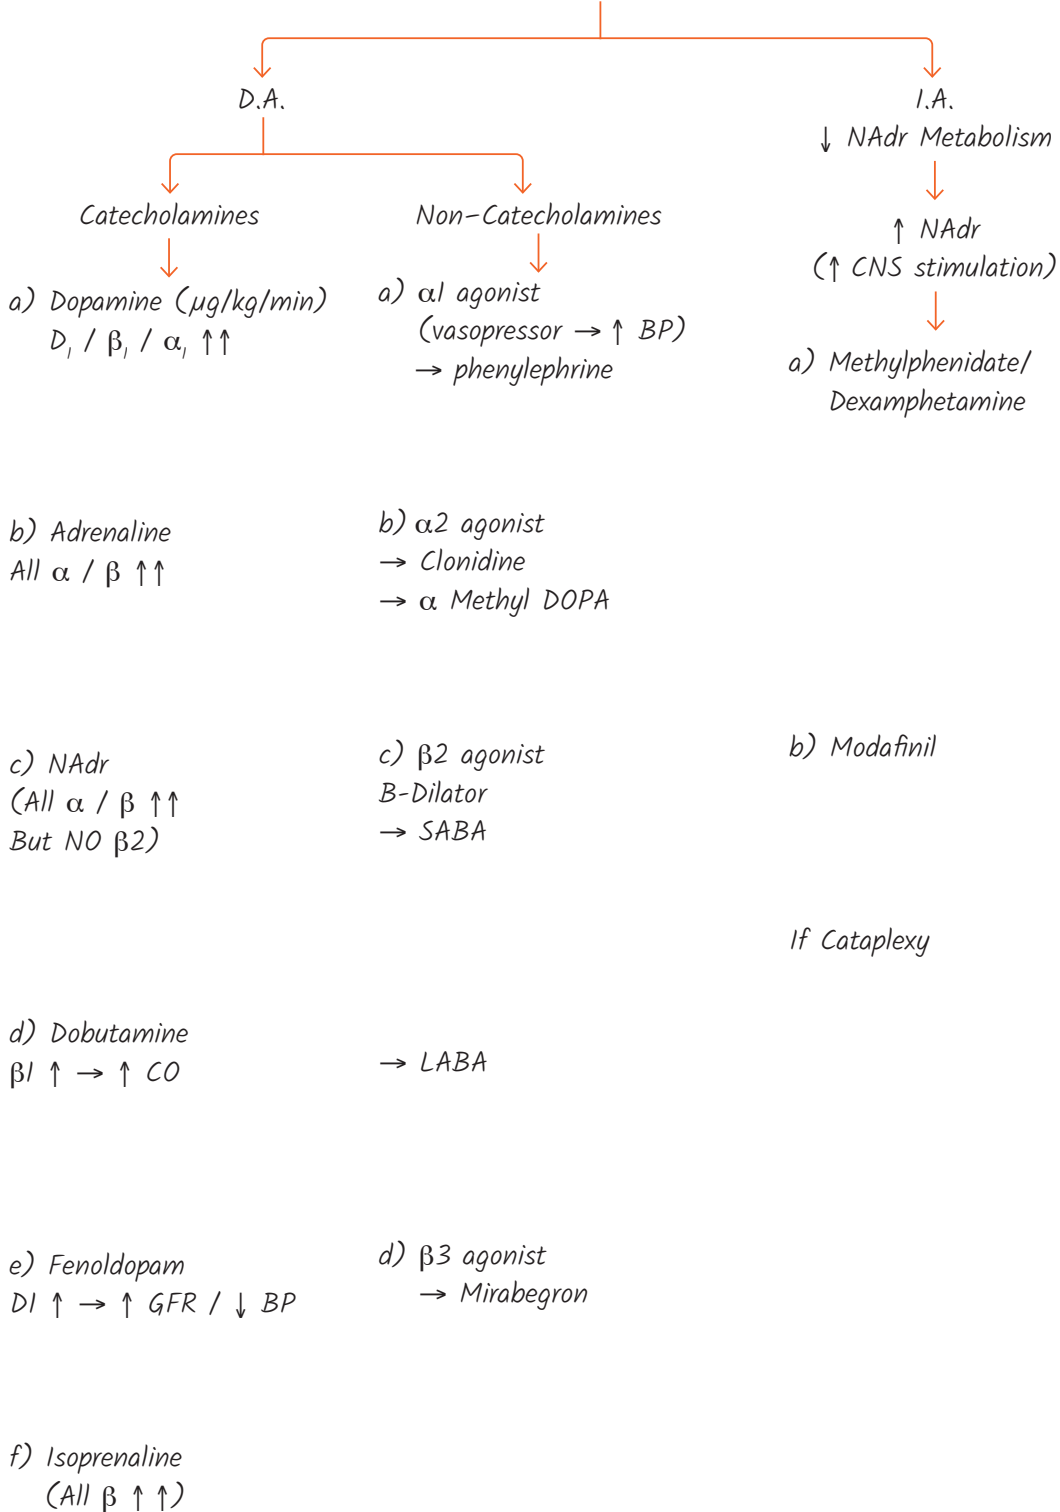 D.A.
Catecholamines
a) Dopamine (µg/kg/min)
D₁ / β₁ / α₁ ↑↑
b) Adrenaline
All α / β ↑↑
c) NAdr
(All α / β ↑↑
But NO β2)
d) Dobutamine
β1 ↑ → ↑ CO
e) Fenoldopam
D1 ↑ → ↑ GFR / ↓ BP
f) Isoprenaline
(All β ↑ ↑)
Non-Catecholamines
a) α1 agonist
(vasopressor → ↑ BP)
→ phenylephrine
b) α2 agonist
→ Clonidine
→ α Methyl DOPA
c) β2 agonist
B-Dilator
→ SABA
→ LABA
d) β3 agonist
→ Mirabegron
I.A.
↓ NAdr Metabolism
↑ NAdr
(↑ CNS stimulation)
a) Methylphenidate/
Dexamphetamine
b) Modafinil
If Cataplexy